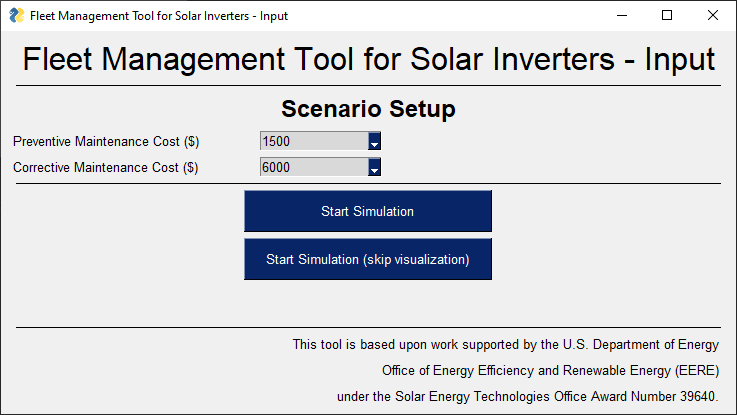 Fleet Management Tool for Solar Inverters - Input
Fleet Management Tool for Solar Inverters - Input
Scenario Setup
Preventive Maintenance Cost ($) 1500
Corrective Maintenance Cost ($) 6000
Start Simulation
Start Simulation (skip visualization)
This tool is based upon work supported by the U.S. Department of Energy
Office of Energy Efficiency and Renewable Energy (EERE)
under the Solar Energy Technologies Office Award Number 39640.